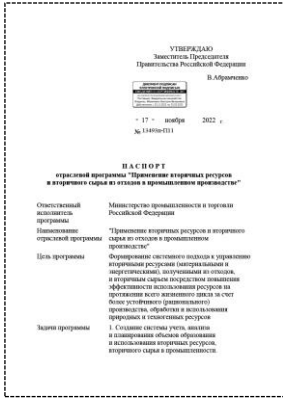 УТВЕРЖДАЮ
Заместитель Председателя
Правительства Российской Федерации
В.Абрамченко
ДОКУМЕНТ ПОДПИСАН
ЭЛЕКТРОННОЙ ПОДПИСЬЮ
" 17 " ноября 2022 г.
№ 13493п-П11
ПАСПОРТ
отраслевой программы "Применение вторичных ресурсов
и вторичного сырья из отходов в промышленном производстве"
Ответственный исполнитель программы
Министерство промышленности и торговли
Российской Федерации
Наименование отраслевой программы
"Применение вторичных ресурсов и вторичного
сырья из отходов в промышленном
производстве"
Цель программы
Формирование системного подхода к управлению
вторичными ресурсами (материальными и
энергетическими), полученными из отходов,
и вторичным сырьем посредством повышения
эффективности использования ресурсов на
протяжении всего жизненного цикла за счет
более устойчивого (рационального)
производства, обработки и использования
природных и техногенных ресурсов
Задачи программы
1. Создание системы учета, анализа
и планирования объемов образования
и использования вторичных ресурсов,
вторичного сырья в промышленности.